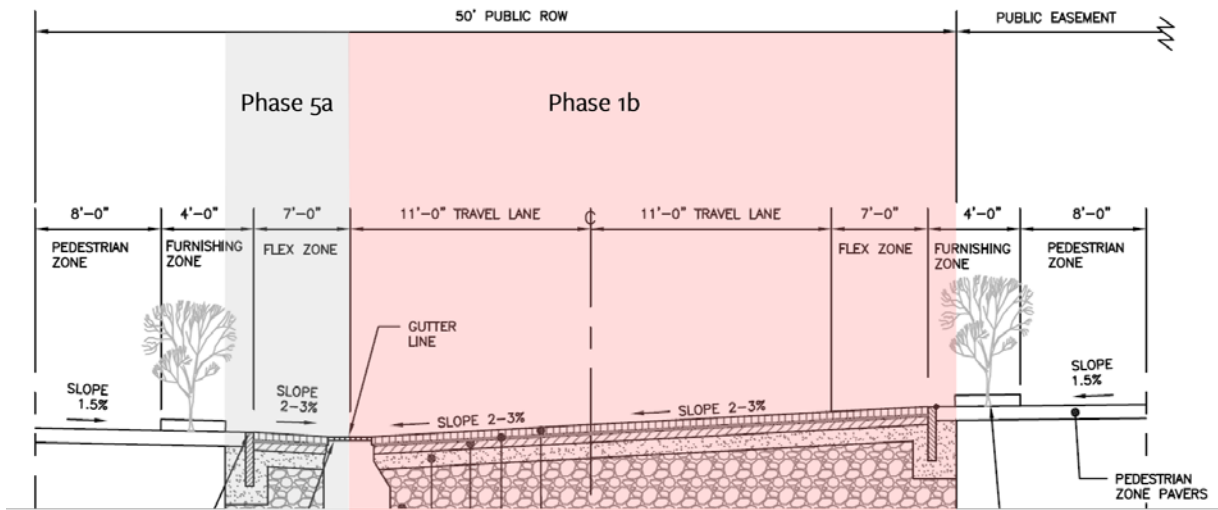 50' PUBLIC ROW
PUBLIC EASEMENT
Phase 5a
Phase 1b
8'-0"
4'-0"
7'-0"
11'-0" TRAVEL LANE
℄
11'-0" TRAVEL LANE
7'-0"
4'-0"
8'-0"
PEDESTRIAN
ZONE
FURNISHING
ZONE
FLEX ZONE
FLEX ZONE
FURNISHING
ZONE
PEDESTRIAN
ZONE
GUTTER
LINE
SLOPE
1.5%
SLOPE
2-3%
SLOPE 2-3%
SLOPE 2-3%
SLOPE
1.5%
PEDESTRIAN
ZONE PAVERS